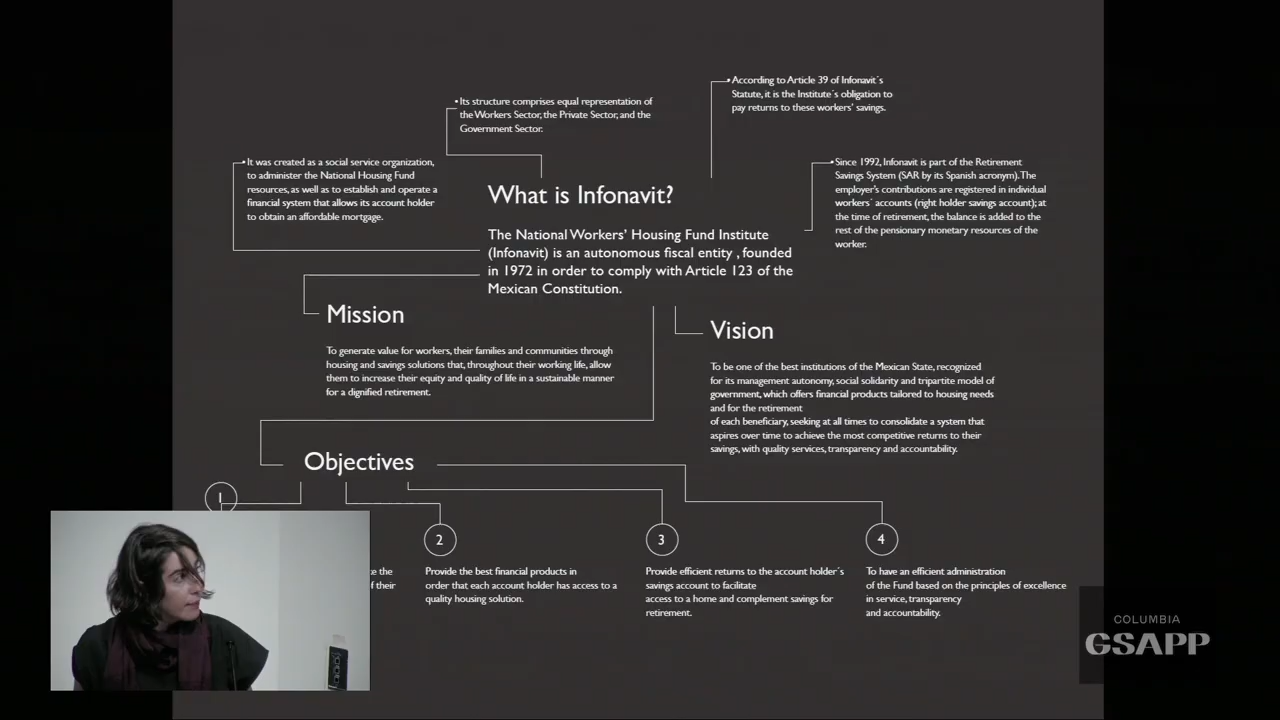 According to Article 39 of Infonavit´s
Statute, it is the Institute´s obligation to
pay returns to these workers' savings.
Its structure comprises equal representation of
the Workers Sector, the Private Sector, and the
Government Sector.
It was created as a social service organization,
to administer the National Housing Fund
resources, as well as to establish and operate a
financial system that allows its account holder
to obtain an affordable mortgage.
Since 1992, Infonavit is part of the Retirement
Savings System (SAR by its Spanish acronym). The
employer's contributions are registered in individual
workers´ accounts (right holder savings account); at
the time of retirement, the balance is added to the
rest of the pensionary monetary resources of the
worker.
What is Infonavit?
The National Workers' Housing Fund Institute
(Infonavit) is an autonomous fiscal entity , founded
in 1972 in order to comply with Article 123 of the
Mexican Constitution.
Mission
To generate value for workers, their families and communities through
housing and savings solutions that, throughout their working life, allow
them to increase their equity and quality of life in a sustainable manner
for a dignified retirement.
Vision
To be one of the best institutions of the Mexican State, recognized
for its management autonomy, social solidarity and tripartite model of
government, which offers financial products tailored to housing needs
and for the retirement
of each beneficiary, seeking at all times to consolidate a system that
aspires over time to achieve the most competitive returns to their
savings, with quality services, transparency and accountability.
Objectives
1
the
f their
2
Provide the best financial products in
order that each account holder has access to a
quality housing solution.
3
Provide efficient returns to the account holder´s
savings account to facilitate
access to a home and complement savings for
retirement.
4
To have an efficient administration
of the Fund based on the principles of excellence
in service, transparency
and accountability.
COLUMBIA
GSAPP